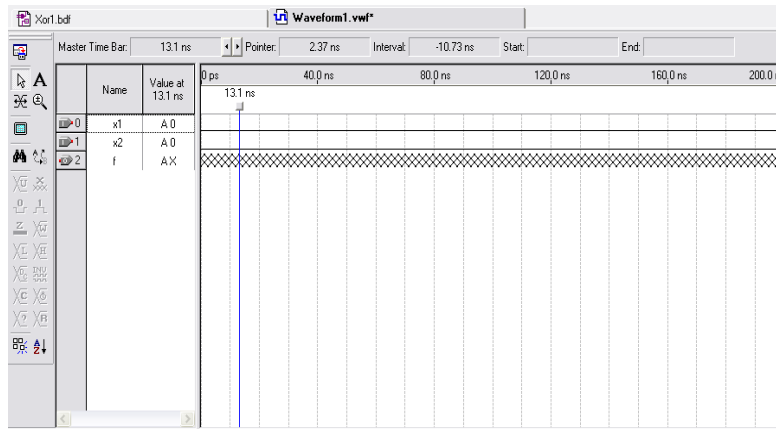 Xor1.bdf
Waveform1.vwf*
Master Time Bar: 13.1 ns Pointer: 2.37 ns Interval: -10.73 ns Start: End:
Name Value at 13.1 ns
0 ps 40.0 ns 80.0 ns 120.0 ns 160.0 ns 200.0
13.1 ns
0 x1 A 0
1 x2 A 0
2 f A X